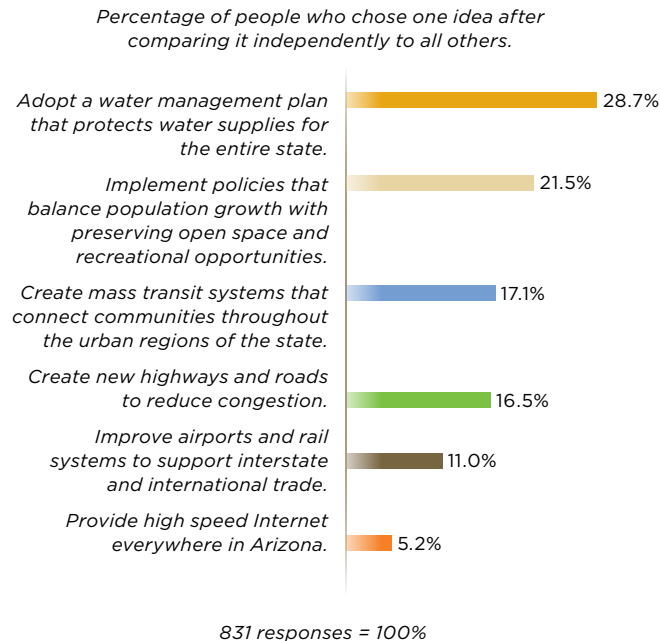 Percentage of people who chose one idea after
comparing it independently to all others.
Adopt a water management plan
that protects water supplies for
the entire state.
28.7%
Implement policies that
balance population growth with
preserving open space and
recreational opportunities.
21.5%
Create mass transit systems that
connect communities throughout
the urban regions of the state.
17.1%
Create new highways and roads
to reduce congestion.
16.5%
Improve airports and rail
systems to support interstate
and international trade.
11.0%
Provide high speed Internet
everywhere in Arizona.
5.2%
831 responses = 100%